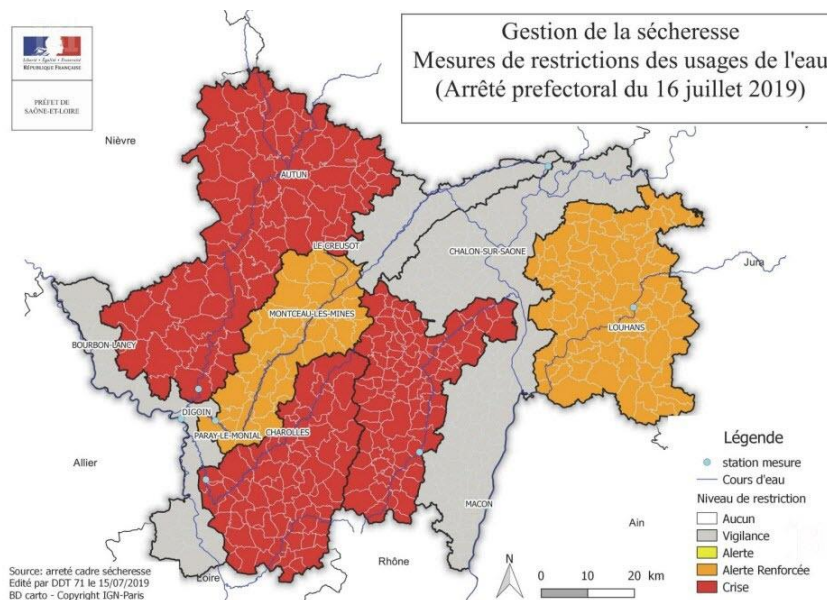 Gestion de la sécheresse
Mesures de restrictions des usages de l'eau
(Arrêté prefectoral du 16 juillet 2019)
Liberté • Égalité • Fraternité
RÉPUBLIQUE FRANÇAISE
PRÉFET DE
SAÔNE-ET-LOIRE
Nièvre
AUTUN
LE CREUSOT
CHALON-SUR-SAONE
Jura
MONTCEAU-LES-MINES
LOUHANS
BOURBON-LANCY
DIGOIN
PARAY-LE-MONIAL
CHAROLLES
Allier
MACON
Ain
Rhône
Loire
Légende
station mesure
Cours d'eau
Niveau de restriction
Aucun
Vigilance
Alerte
Alerte Renforcée
Crise
N
0 10 20 km
Source: arreté cadre sécheresse
Edité par DDT 71 le 15/07/2019
BD carto - Copyright IGN-Paris